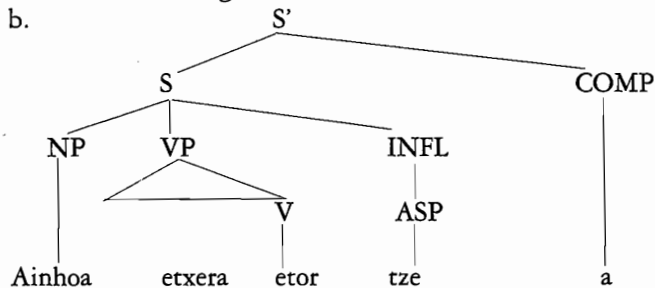 b.
S'
S COMP
NP VP INFL
V ASP
Ainhoa etxera etor tze a